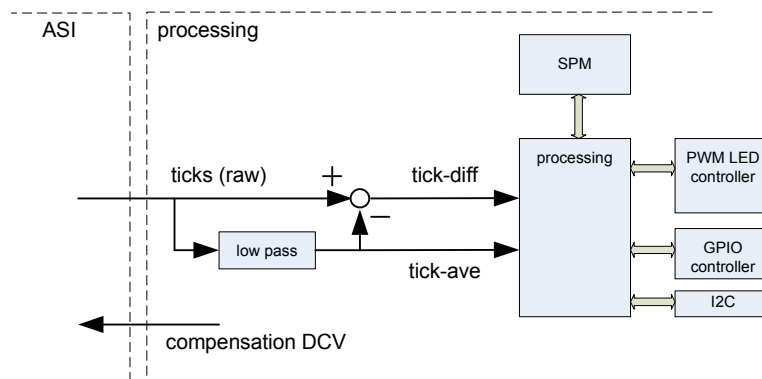 ASI
processing
SPM
processing
PWM LED
controller
ticks (raw)
+
tick-diff
−
low pass
tick-ave
GPIO
controller
I2C
compensation DCV